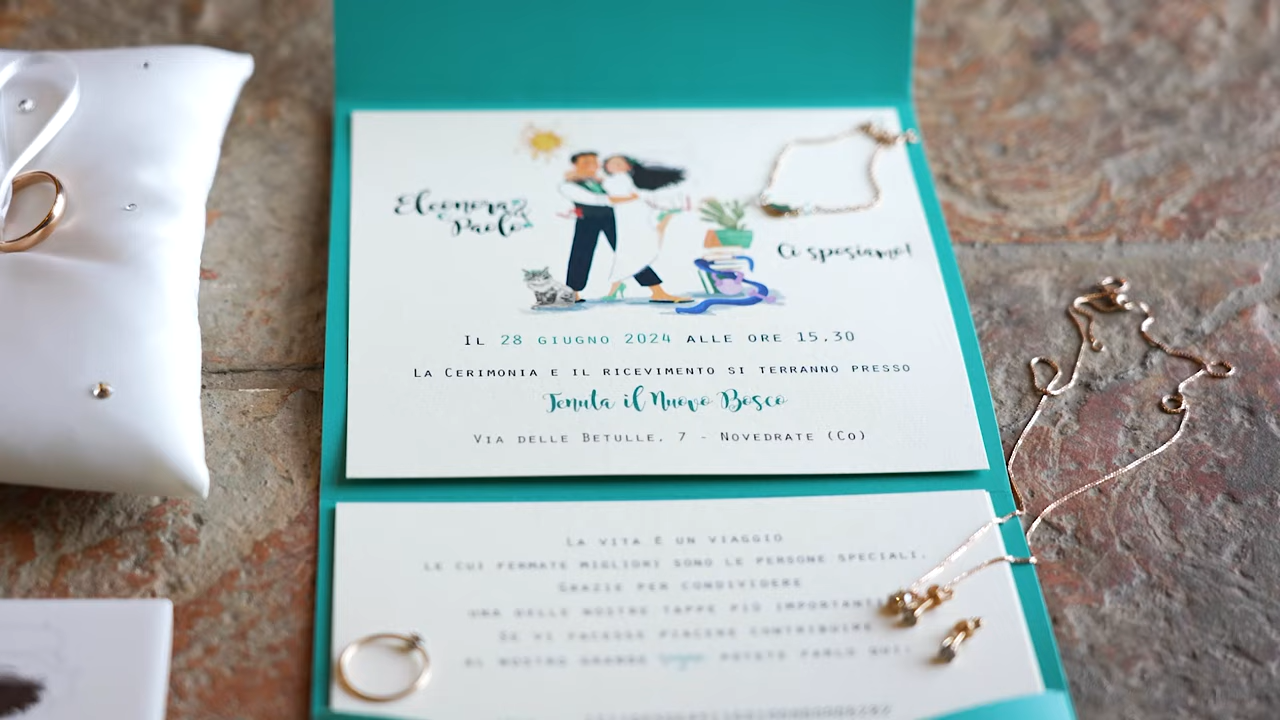 Eleonora &
Paolo
Ci sposiamo!
Il 28 giugno 2024 alle ore 15.30
La Cerimonia e il ricevimento si terranno presso
Tenuta il Nuovo Bosco
Via delle Betulle, 7 - Novedrate (Co)
La vita è un viaggio
le cui fermate migliori sono le persone speciali.
Grazie per condividere
una delle nostre tappe più importanti
Se vi facesse piacere contribuire
al nostro grande sogno potete farlo qui: